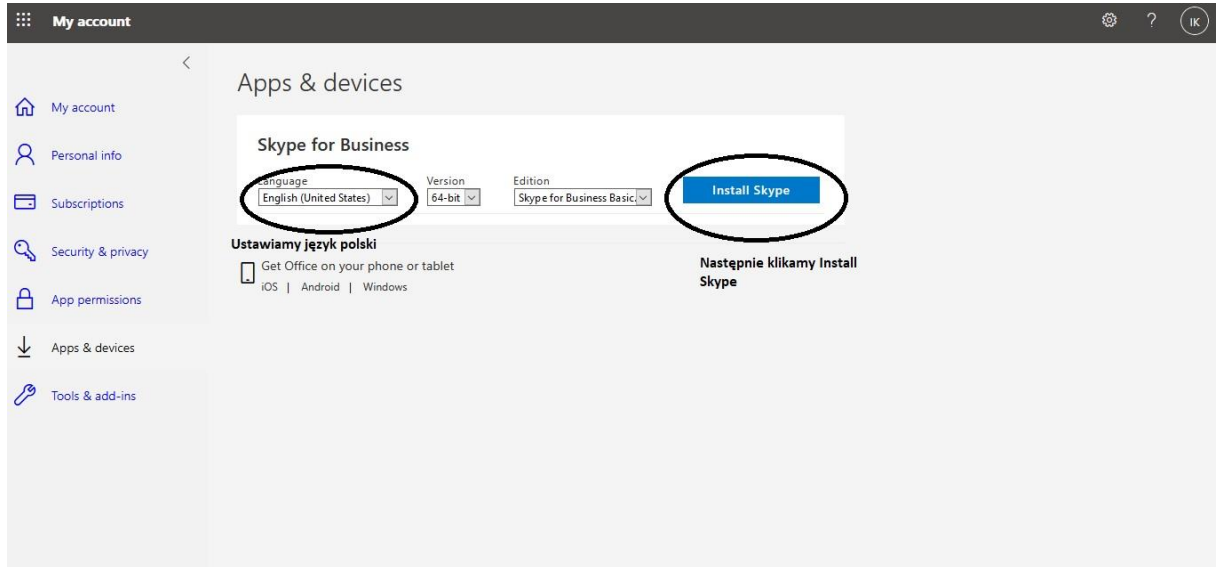 My account
?
IK
Apps & devices
My account
Personal info
Subscriptions
Security & privacy
App permissions
Apps & devices
Tools & add-ins
Skype for Business
Language Version Edition
English (United States) 64-bit Skype for Business Basic. Install Skype
Ustawiamy język polski
Get Office on your phone or tablet
iOS | Android | Windows
Następnie klikamy Install
Skype